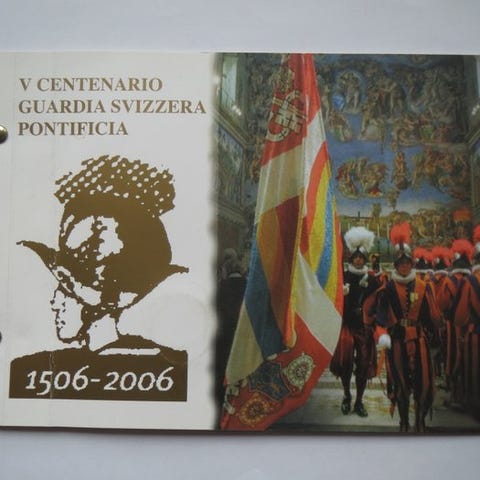 V CENTENARIO
GUARDIA SVIZZERA
PONTIFICIA
1506-2006